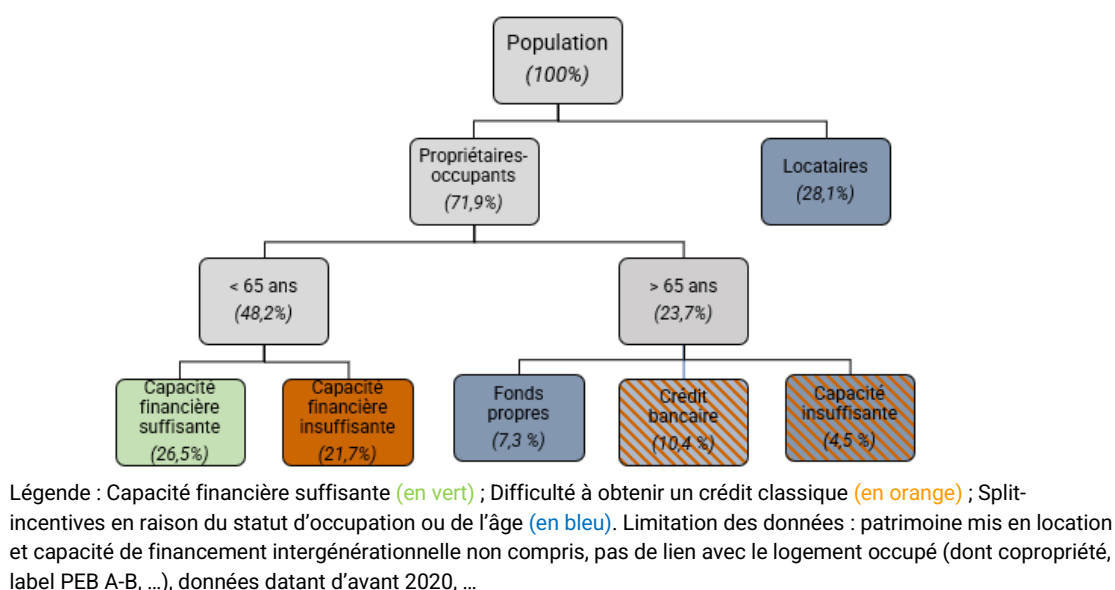 Population
(100%)
Propriétaires-
occupants
(71,9%)
Locataires
(28,1%)
< 65 ans
(48,2%)
> 65 ans
(23,7%)
Capacité
financière
suffisante
(26,5%)
Capacité
financière
insuffisante
(21,7%)
Fonds
propres
(7,3 %)
Crédit
bancaire
(10,4 %)
Capacité
insuffisante
(4,5 %)
Légende : Capacité financière suffisante (en vert) ; Difficulté à obtenir un crédit classique (en orange) ; Split-
incentives en raison du statut d’occupation ou de l’âge (en bleu). Limitation des données : patrimoine mis en location
et capacité de financement intergénérationnelle non compris, pas de lien avec le logement occupé (dont copropriété,
label PEB A-B, …), données datant d’avant 2020, …